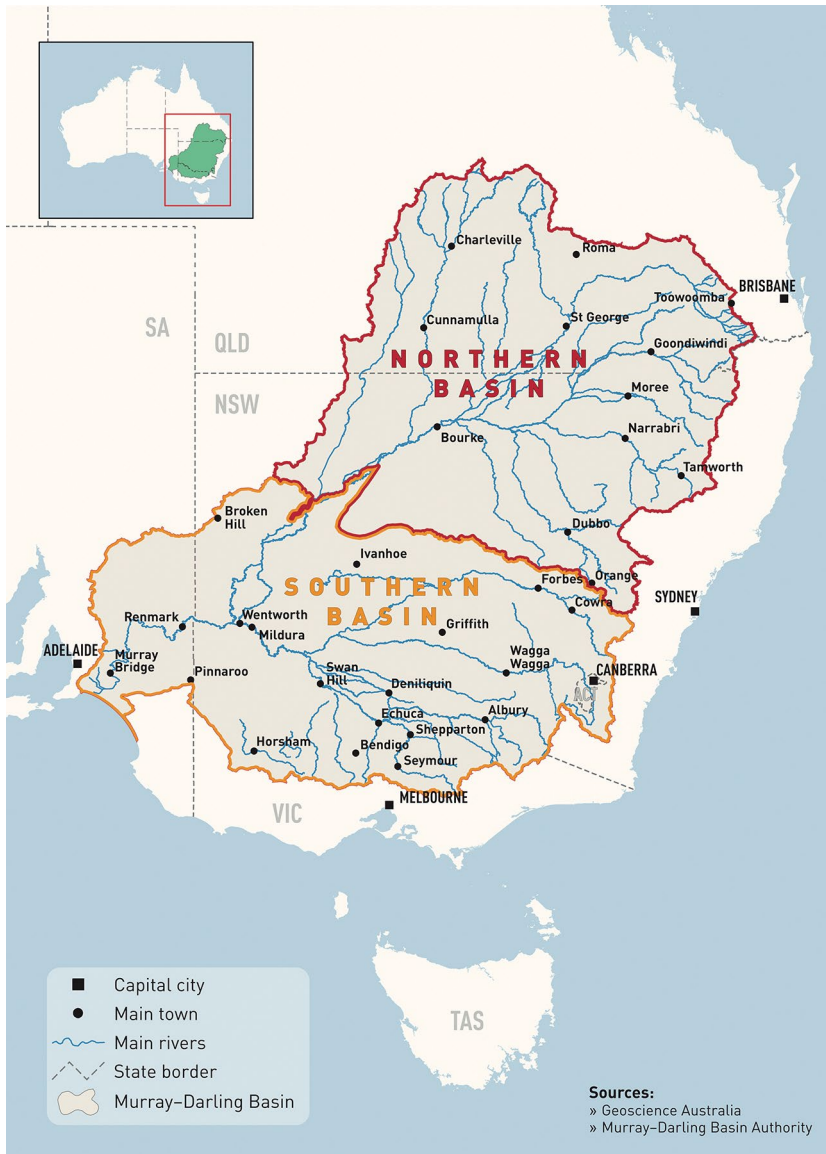 Charleville
Roma
BRISBANE
Toowoomba
SA
QLD
Cunnamulla
St George
Goondiwindi
NORTHERN
BASIN
NSW
Moree
Bourke
Narrabri
Tamworth
Broken
Hill
Dubbo
Ivanhoe
SOUTHERN
BASIN
Forbes
Orange
SYDNEY
Cowra
Renmark
Wentworth
Mildura
Griffith
ADELAIDE
Murray
Bridge
Pinnaroo
Swan
Hill
Wagga
Wagga
CANBERRA
ACT
Deniliquin
Echuca
Albury
Shepparton
Horsham
Bendigo
Seymour
MELBOURNE
VIC
TAS
Capital city
Main town
Main rivers
State border
Murray–Darling Basin
Sources:
» Geoscience Australia
» Murray–Darling Basin Authority